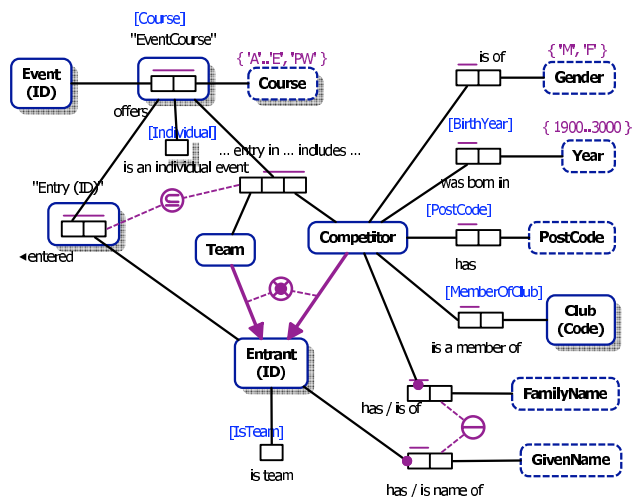 [Course]
"EventCourse"
{ 'A'..'E', 'PW' }
is of
{ 'M', 'F' }
Event
(ID)
Course
Gender
offers
[Individual]
[BirthYear]
{ 1900..3000 }
... entry in ... includes ...
is an individual event
Year
was born in
"Entry (ID)"
[PostCode]
Team
Competitor
PostCode
◄entered
has
[MemberOfClub]
Club
(Code)
is a member of
Entrant
(ID)
FamilyName
has / is of
[IsTeam]
GivenName
is team
has / is name of